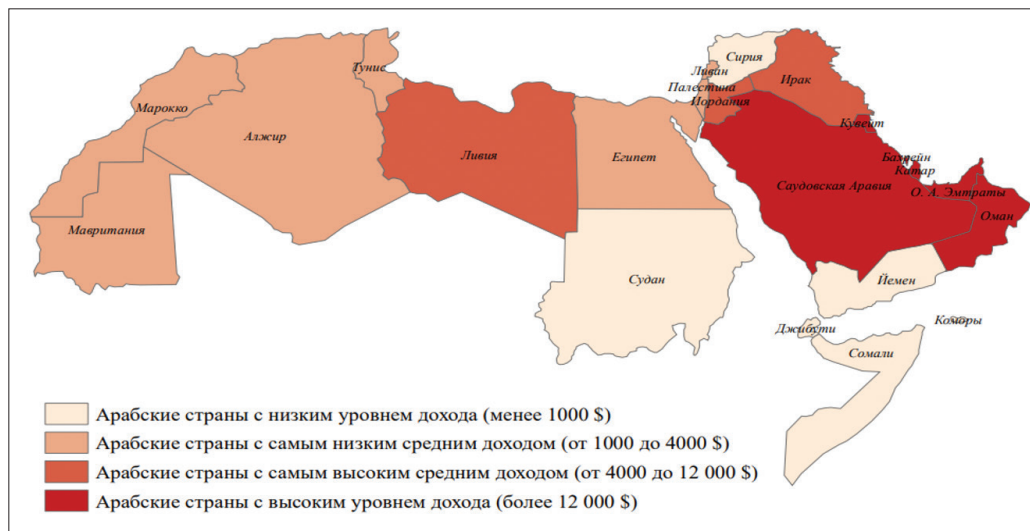 Сирия
Тунис
Ливан
Ирак
Палестина
Марокко
Иордания
Кувейт
Алжир
Ливия
Египет
Бахрейн
Катар
Саудовская Аравия
О. А. Эмтраты
Оман
Мавритания
Судан
Йемен
Джибути
Коморы
Сомали
Арабские страны с низким уровнем дохода (менее 1000 $)
Арабские страны с самым низким средним доходом (от 1000 до 4000 $)
Арабские страны с самым высоким средним доходом (от 4000 до 12 000 $)
Арабские страны с высоким уровнем дохода (более 12 000 $)